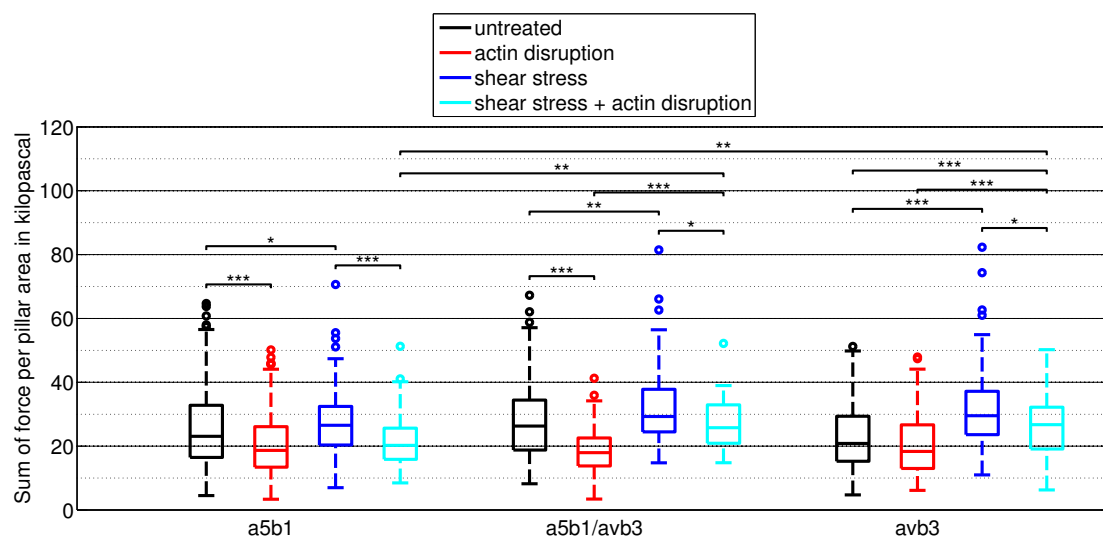 untreated
actin disruption
shear stress
shear stress + actin disruption
Sum of force per pillar area in kilopascal
120
100
80
60
40
20
0
**
**
***
***
***
**
***
*
*
*
***
***
***
a5b1
a5b1/avb3
avb3